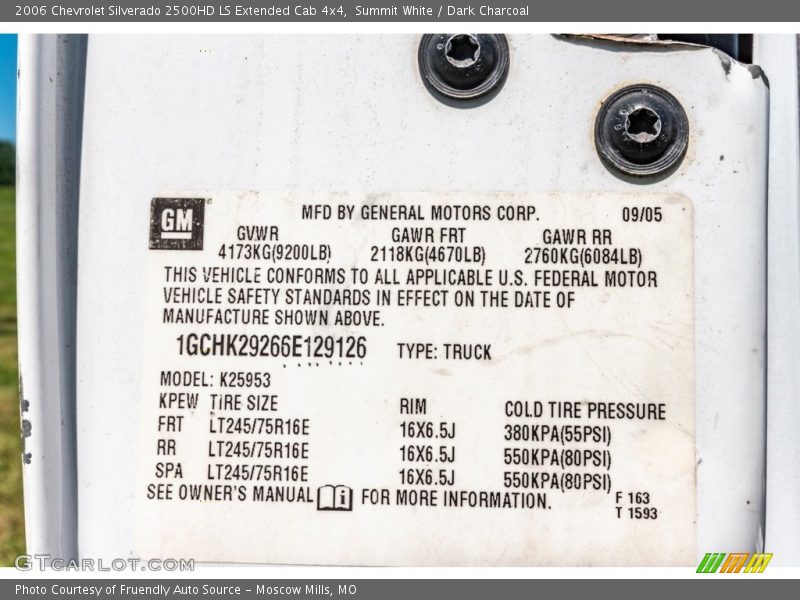 2006 Chevrolet Silverado 2500HD LS Extended Cab 4x4, Summit White / Dark Charcoal
GM
MFD BY GENERAL MOTORS CORP. 09/05
GVWR GAWR FRT GAWR RR
4173KG(9200LB) 2118KG(4670LB) 2760KG(6084LB)
THIS VEHICLE CONFORMS TO ALL APPLICABLE U.S. FEDERAL MOTOR
VEHICLE SAFETY STANDARDS IN EFFECT ON THE DATE OF
MANUFACTURE SHOWN ABOVE.
1GCHK29266E129126 TYPE: TRUCK
MODEL: K25953
KPEW TIRE SIZE RIM COLD TIRE PRESSURE
FRT LT245/75R16E 16X6.5J 380KPA(55PSI)
RR LT245/75R16E 16X6.5J 550KPA(80PSI)
SPA LT245/75R16E 16X6.5J 550KPA(80PSI)
SEE OWNER'S MANUAL i FOR MORE INFORMATION.
F 163
T 1593
GTCARLOT.COM
Photo Courtesy of Fruendly Auto Source – Moscow Mills, MO